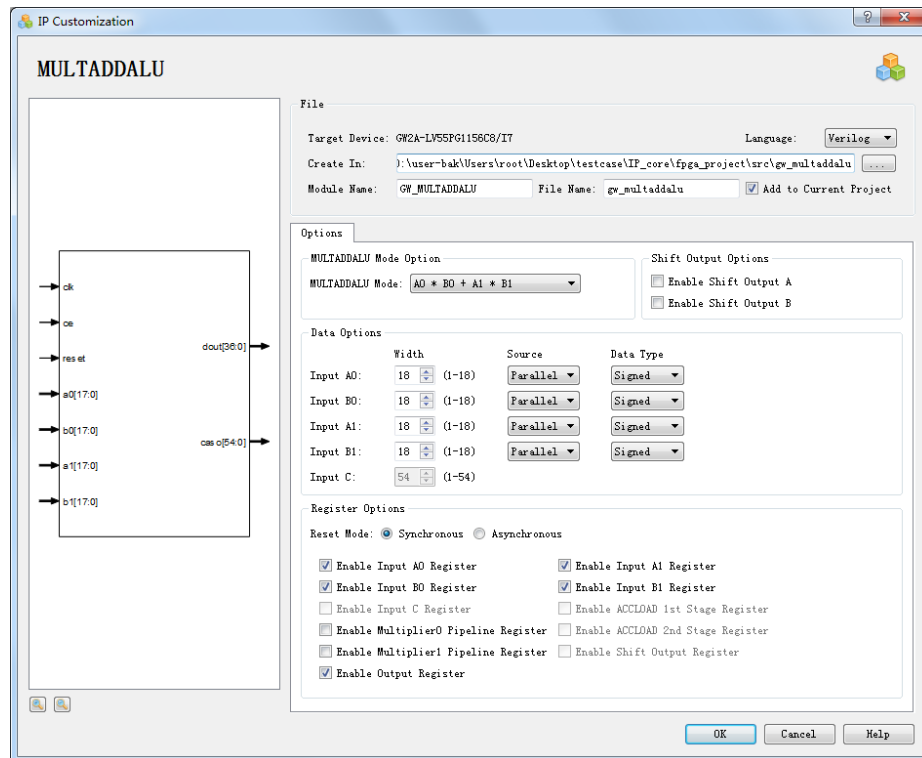 IP Customization
MULTADDALU
File
Target Device: GW2A-LV55PG1156C8/I7 Language: Verilog
Create In: ):\user-bak\Users\root\Desktop\testcase\IP_core\fpga_project\src\gw_multaddalu ...
Module Name: GW_MULTADDALU File Name: gw_multaddalu Add to Current Project
Options
MULTADDALU Mode Option
MULTADDALU Mode: A0 * B0 + A1 * B1
Shift Output Options
Enable Shift Output A
Enable Shift Output B
clk
ce
reset
a0[17:0]
b0[17:0]
a1[17:0]
b1[17:0]
dout[36:0]
caso[54:0]
Data Options
Width Source Data Type
Input A0: 18 (1-18) Parallel Signed
Input B0: 18 (1-18) Parallel Signed
Input A1: 18 (1-18) Parallel Signed
Input B1: 18 (1-18) Parallel Signed
Input C: 54 (1-54)
Register Options
Reset Mode: Synchronous Asynchronous
Enable Input A0 Register Enable Input A1 Register
Enable Input B0 Register Enable Input B1 Register
Enable Input C Register Enable ACCLOAD 1st Stage Register
Enable Multiplier0 Pipeline Register Enable ACCLOAD 2nd Stage Register
Enable Multiplier1 Pipeline Register Enable Shift Output Register
Enable Output Register
OK Cancel Help